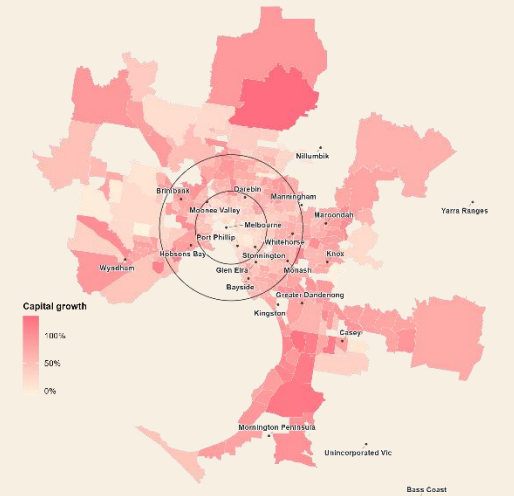 Nillumbik
Brimbank
Darebin
Manningham
Moonee Valley
Yarra Ranges
Maroondah
Melbourne
Port Phillip
Whitehorse
Hobsons Bay
Stonnington
Knox
Wyndham
Glen Eira
Monash
Bayside
Greater Dandenong
Capital growth
Kingston
100%
Casey
50%
0%
Mornington Peninsula
Unincorporated Vic
Bass Coast